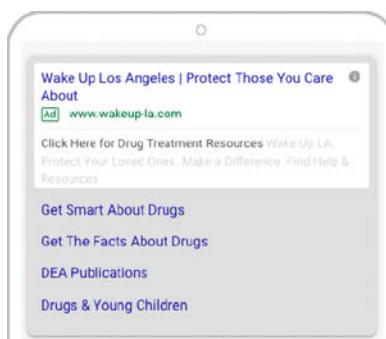 Wake Up Los Angeles | Protect Those You Care
About
Ad www.wakeup-la.com
Click Here for Drug Treatment Resources Wake Up LA.
Protect Your Loved Ones. Make a Difference. Find Help &
Resources
Get Smart About Drugs
Get The Facts About Drugs
DEA Publications
Drugs & Young Children